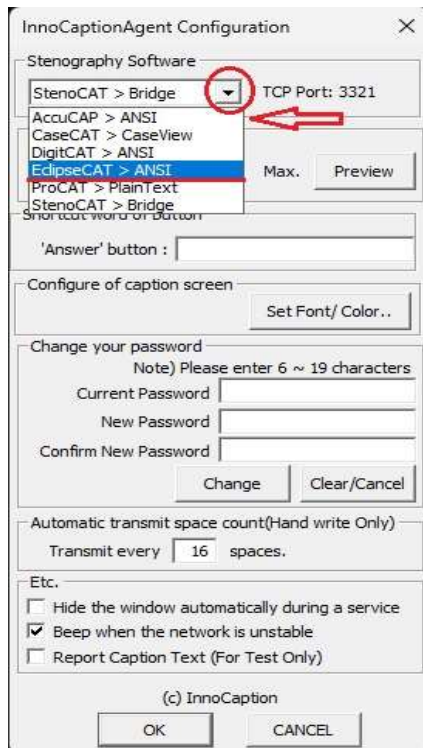 InnoCaptionAgent Configuration
Stenography Software
StenoCAT > Bridge TCP Port: 3321
AccuCAP > ANSI
CaseCAT > CaseView
DigitCAT > ANSI
EclipseCAT > ANSI
ProCAT > PlainText
StenoCAT > Bridge
Max. Preview
Shortcut word of Button
'Answer' button :
Configure of caption screen
Set Font/ Color..
Change your password
Note) Please enter 6 ~ 19 characters
Current Password
New Password
Confirm New Password
Change Clear/Cancel
Automatic transmit space count(Hand write Only)
Transmit every 16 spaces.
Etc.
Hide the window automatically during a service
Beep when the network is unstable
Report Caption Text (For Test Only)
(c) InnoCaption
OK CANCEL